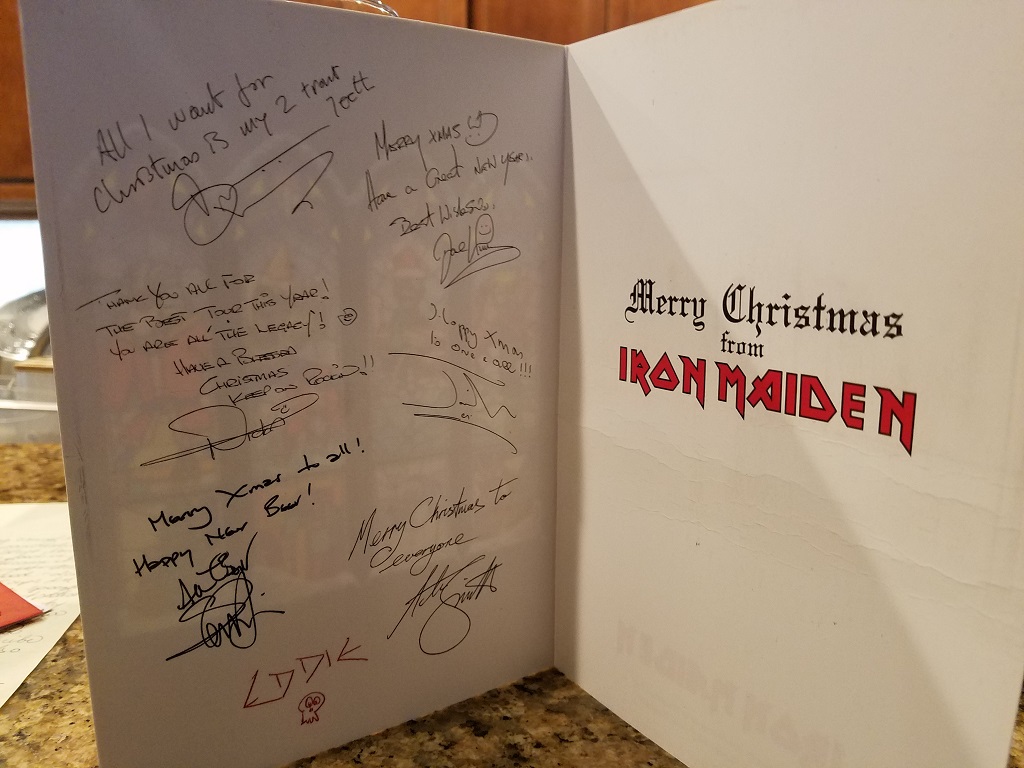 All I want for
Christmas is my 2 front
Teeth
Merry Xmas!!
Have a Great New Year.
Best Wishes.
Thank You All For
The Best Tour This Year!
You are all "The Legacy"!
Have a Blessed
Christmas
Keep on Rockin'!!
Nicko
Happy Xmas
to one & all!!!
Merry Xmas to all!
Happy New Beer!
Merry Christmas to
everyone
Smith
EDDIE
Merry Christmas
from
IRON MAIDEN